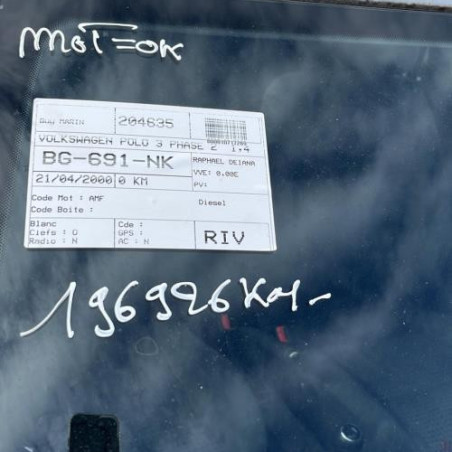 MOT=OK
Guy MARIN 204635
VOLKSWAGEN POLO 3 PHASE 2 1,4
BG-691-NK RAPHAEL DEIANA
VVE: 0.00E
21/04/2000 0 KM PV:
Code Mot : AMF Diesel
Code Boite :
Blanc Cde :
Clefs : O GPS : RIV
Radio : N AC : N
196926 KM-